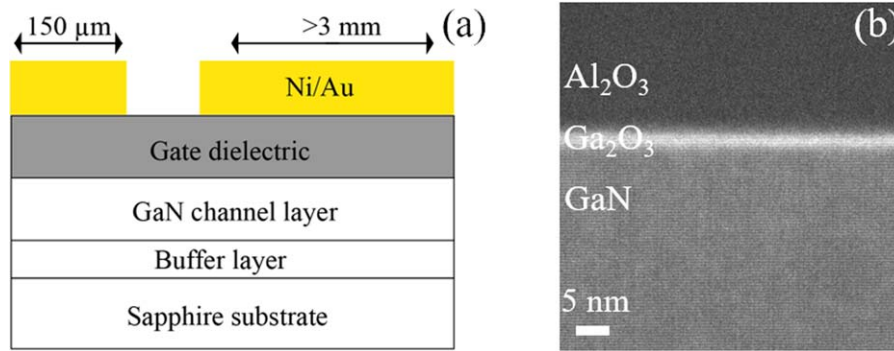 150 µm
>3 mm
(a)
Ni/Au
Gate dielectric
GaN channel layer
Buffer layer
Sapphire substrate
(b)
Al₂O₃
Ga₂O₃
GaN
5 nm